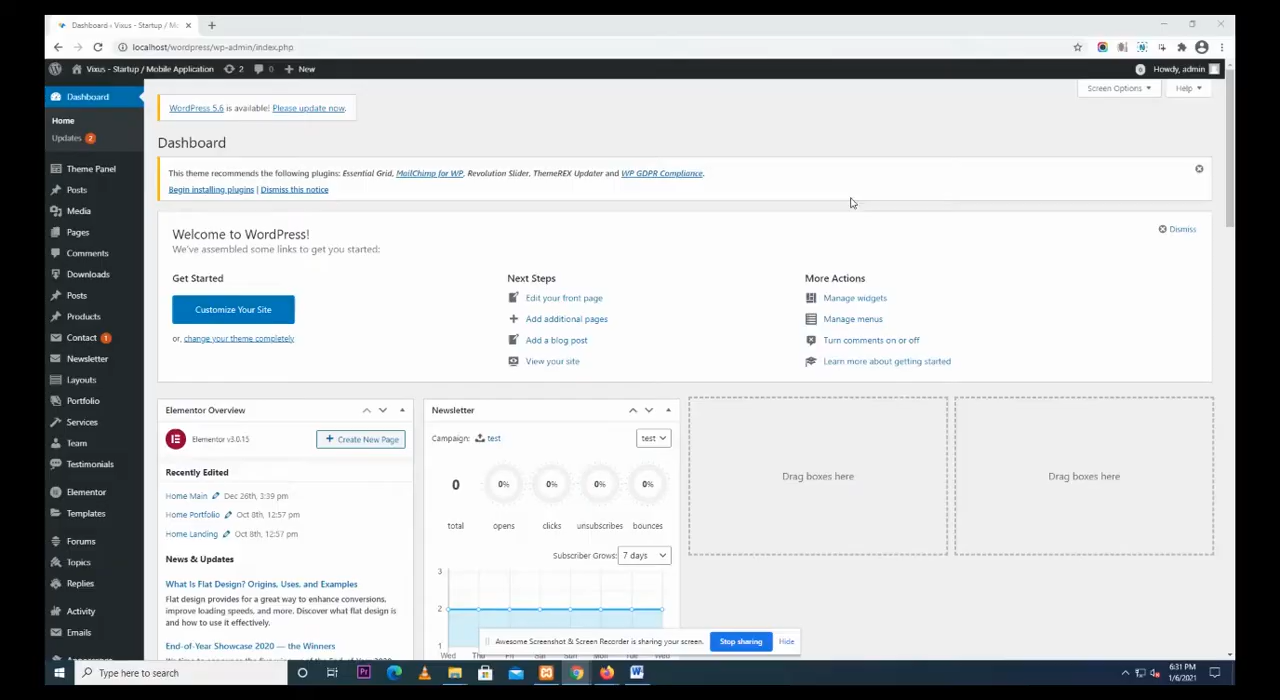 Dashboard ‹ Vixus - Startup / Mo
localhost/wordpress/wp-admin/index.php
Vixus - Startup / Mobile Application 2 0 New
Howdy, admin
Screen Options Help
Dashboard
Home
Updates 2
Theme Panel
Posts
Media
Pages
Comments
Downloads
Posts
Products
Contact 1
Newsletter
Layouts
Portfolio
Services
Team
Testimonials
Elementor
Templates
Forums
Topics
Replies
Activity
Emails
WordPress 5.6 is available! Please update now.
Dashboard
This theme recommends the following plugins: Essential Grid, MailChimp for WP, Revolution Slider, ThemeREX Updater and WP GDPR Compliance.
Begin installing plugins | Dismiss this notice
Welcome to WordPress!
Dismiss
We've assembled some links to get you started:
Get Started
Customize Your Site
or, change your theme completely
Next Steps
Edit your front page
Add additional pages
Add a blog post
View your site
More Actions
Manage widgets
Manage menus
Turn comments on or off
Learn more about getting started
Elementor Overview
Elementor v3.0.15
Create New Page
Recently Edited
Home Main Dec 26th, 3:39 pm
Home Portfolio Oct 8th, 12:57 pm
Home Landing Oct 8th, 12:57 pm
News & Updates
What Is Flat Design? Origins, Uses, and Examples
Flat design provides for a great way to enhance conversions,
improve loading speeds, and more. Discover what flat design is
and how to use it effectively.
End-of-Year Showcase 2020 — the Winners
Newsletter
Campaign: test
test
0 0% 0% 0% 0%
total opens clicks unsubscribes bounces
Subscriber Grows: 7 days
3
2
1
Wed Th Fr Sat Su Mo Tue Wed
Drag boxes here
Drag boxes here
Awesome Screenshot & Screen Recorder is sharing your screen.
Stop sharing
Hide
Type here to search
6:31 PM
1/6/2021